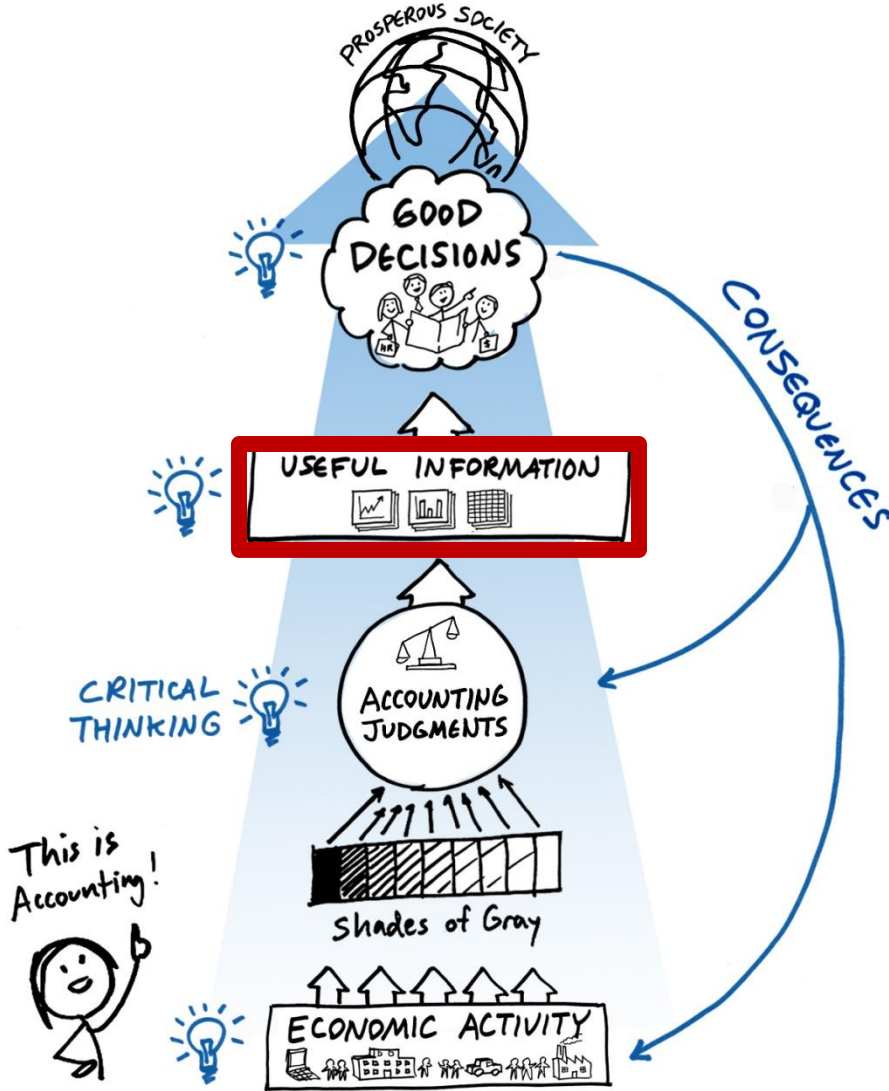 PROSPEROUS SOCIETY
GOOD
DECISIONS
HR
$
CONSEQUENCES
USEFUL INFORMATION
CRITICAL
THINKING
ACCOUNTING
JUDGMENTS
This is
Accounting!
Shades of Gray
ECONOMIC ACTIVITY